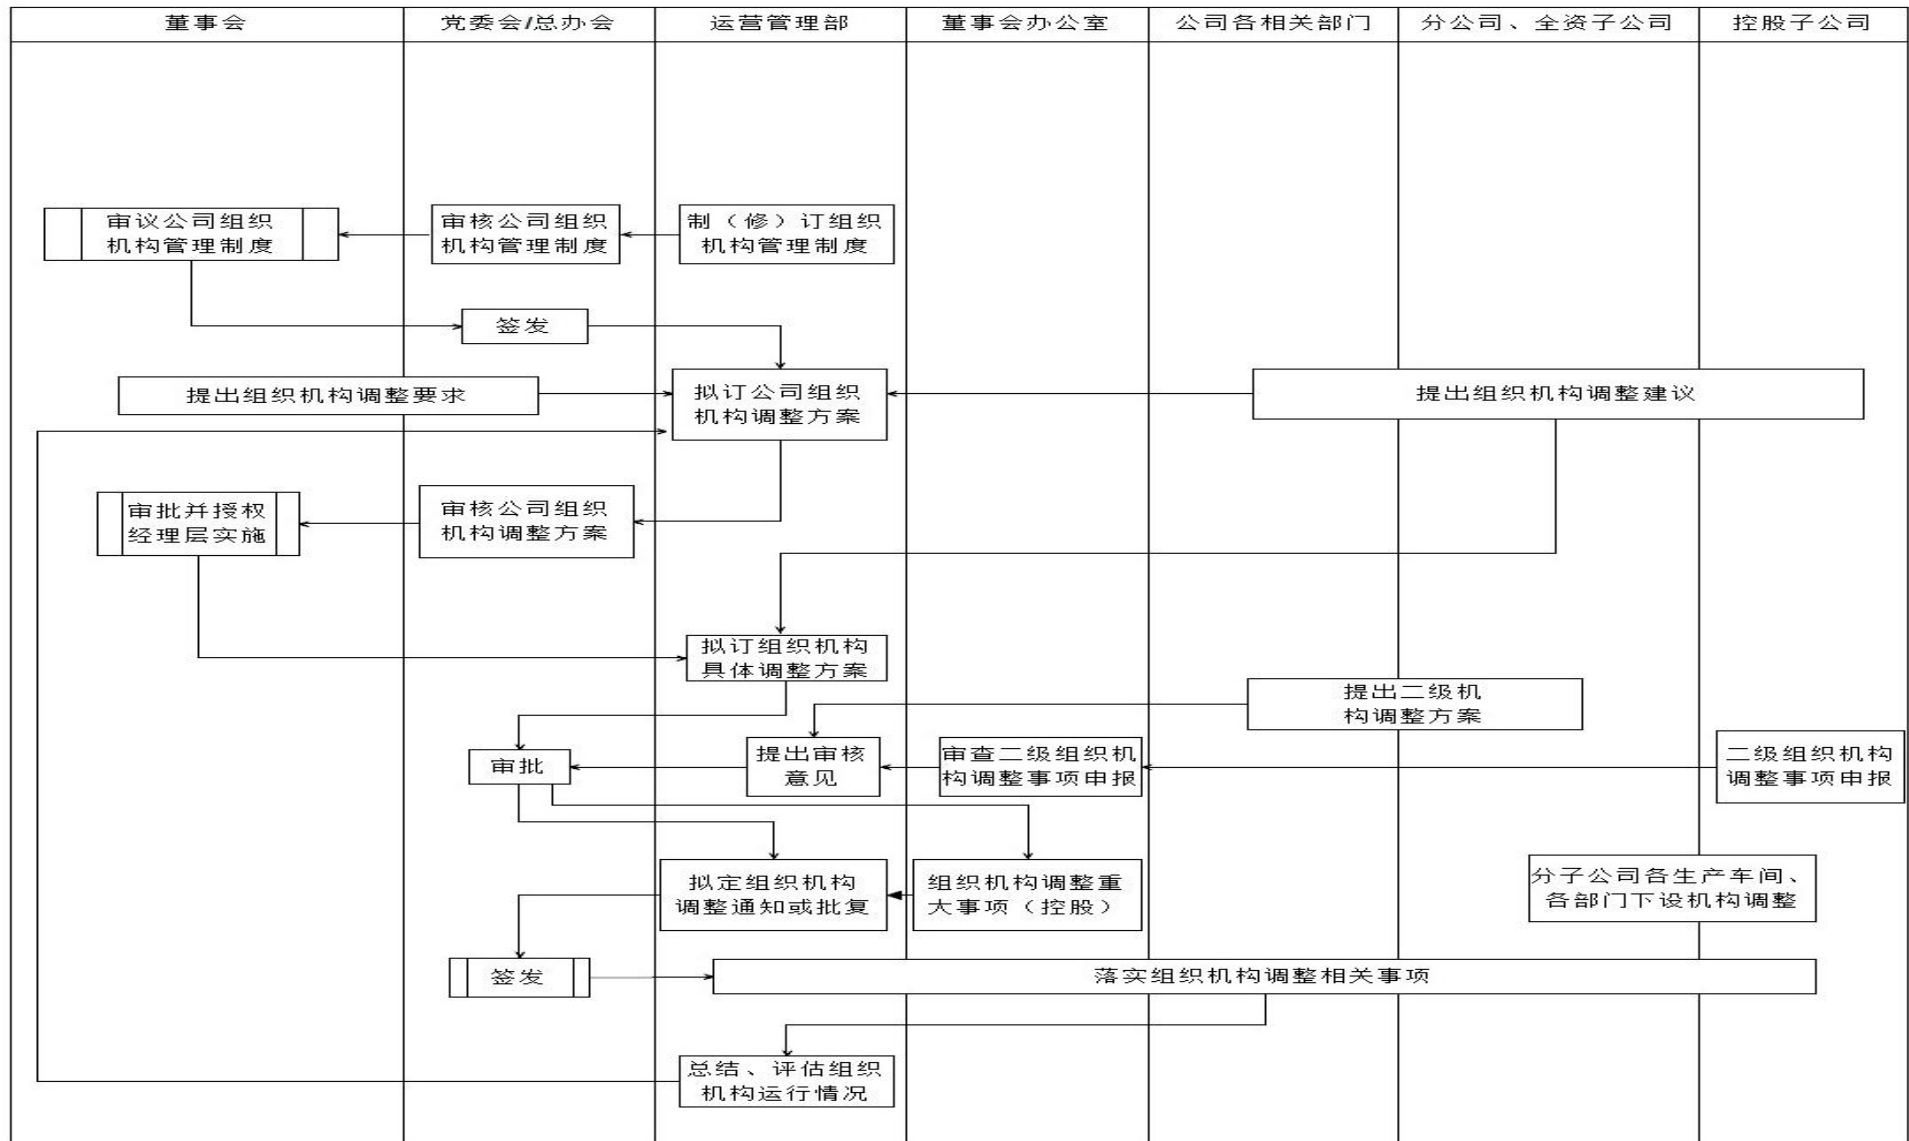 董事会
党委会/总办会
运营管理部
董事会办公室
公司各相关部门
分公司、全资子公司
控股子公司
审议公司组织
机构管理制度
审核公司组织
机构管理制度
制（修）订组织
机构管理制度
签发
提出组织机构调整要求
拟订公司组织
机构调整方案
提出组织机构调整建议
审批并授权
经理层实施
审核公司组织
机构调整方案
拟订组织机构
具体调整方案
提出二级机
构调整方案
审批
提出审核
意见
审查二级组织机
构调整事项申报
二级组织机构
调整事项申报
拟定组织机构
调整通知或批复
组织机构调整重
大事项（控股）
分子公司各生产车间、
各部门下设机构调整
签发
落实组织机构调整相关事项
总结、评估组织
机构运行情况